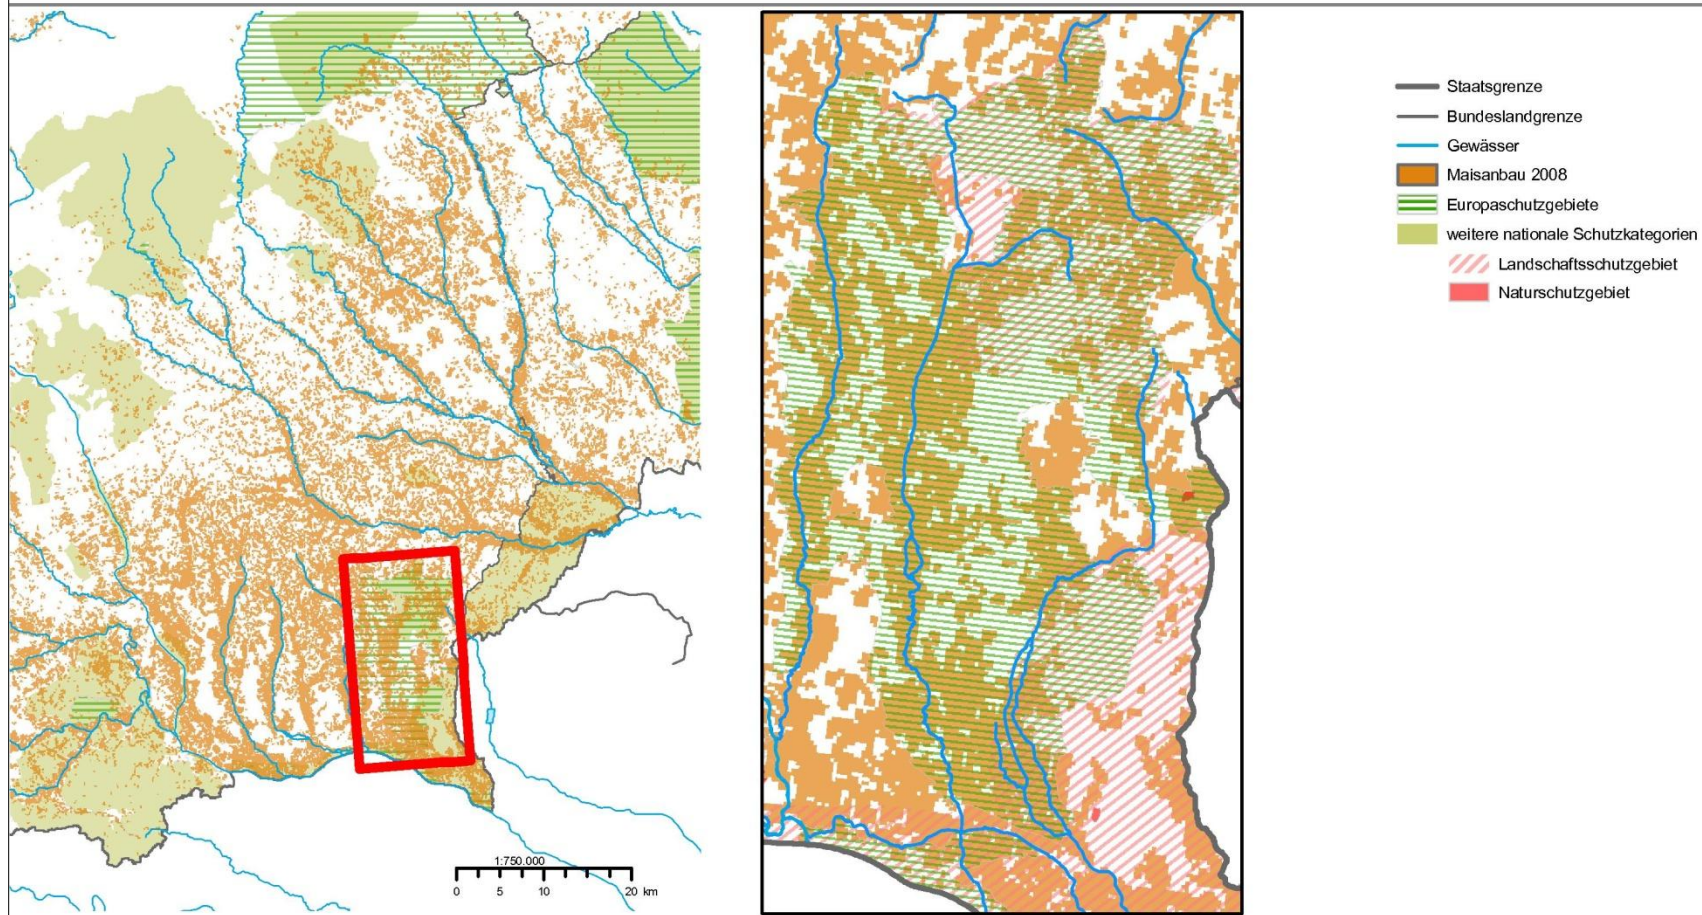 Staatsgrenze
Bundeslandgrenze
Gewässer
Maisanbau 2008
Europaschutzgebiete
weitere nationale Schutzkategorien
Landschaftsschutzgebiet
Naturschutzgebiet
1:750.000
0 5 10 20 km